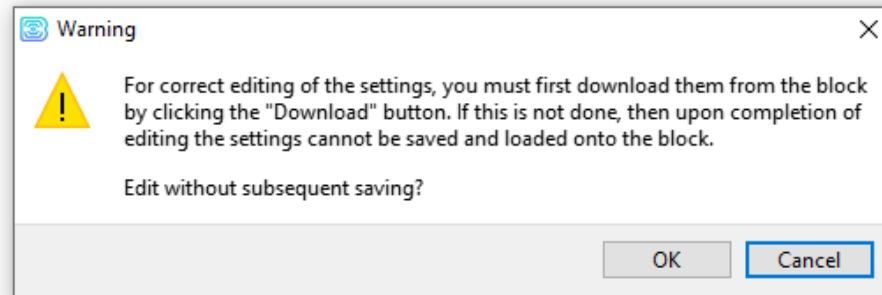 Warning
For correct editing of the settings, you must first download them from the block
by clicking the "Download" button. If this is not done, then upon completion of
editing the settings cannot be saved and loaded onto the block.
Edit without subsequent saving?
OK
Cancel